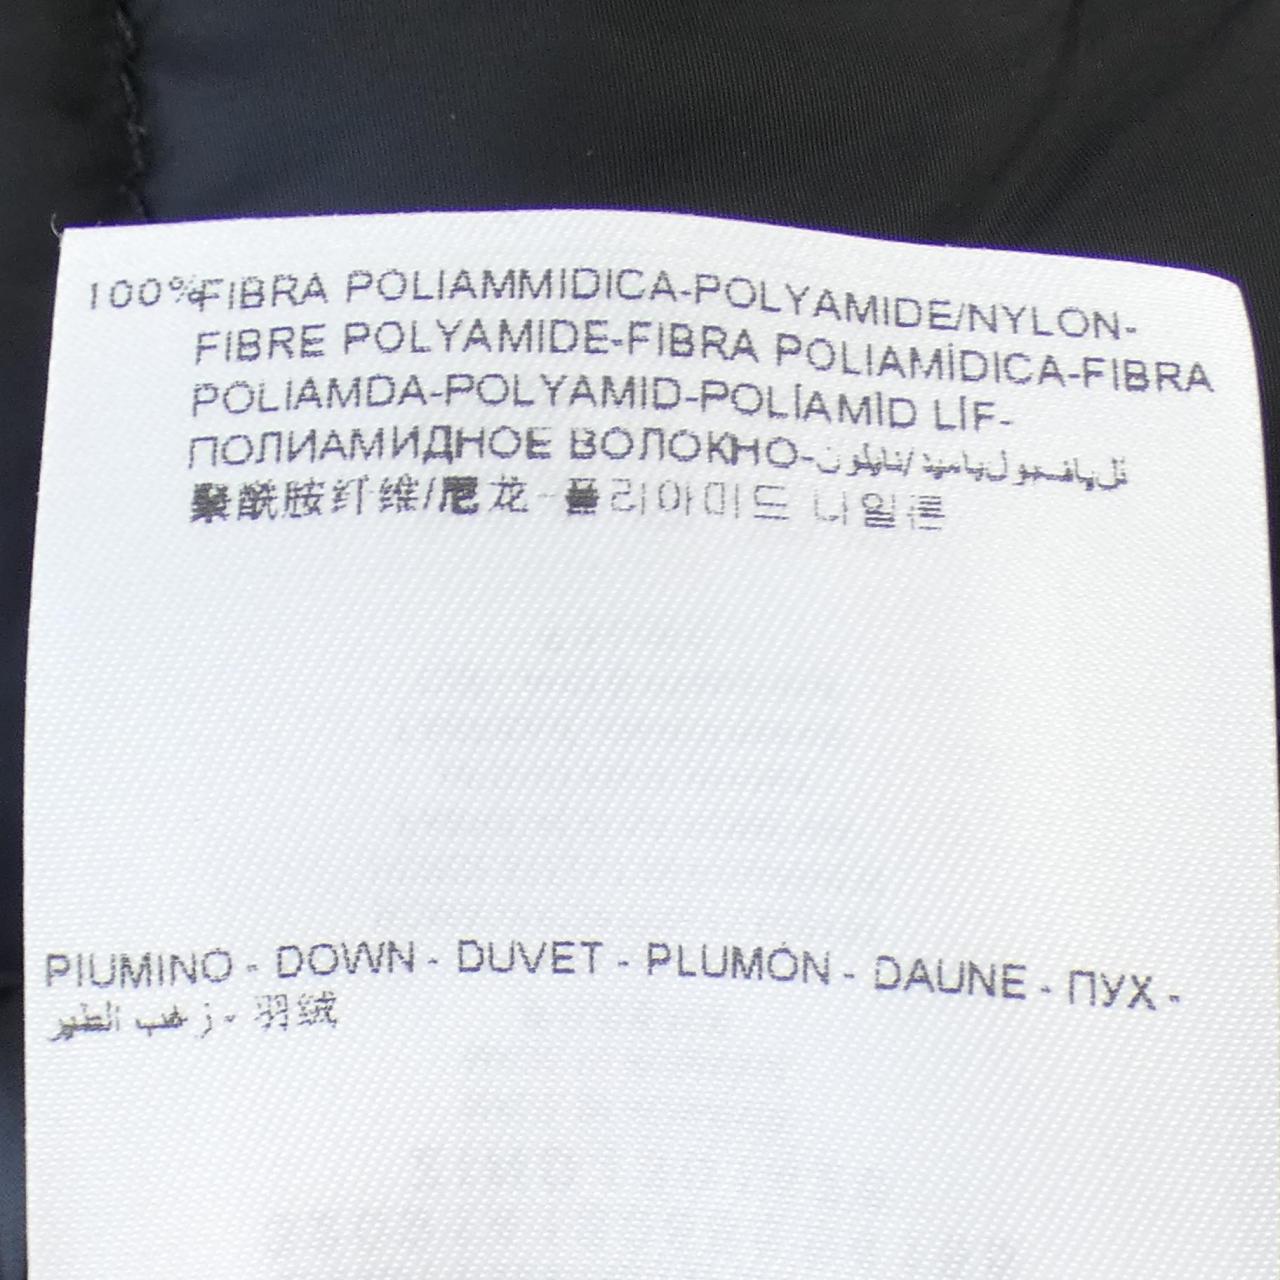 100%FIBRA POLIAMMIDICA-POLYAMIDE/NYLON-
FIBRE POLYAMIDE-FIBRA POLIAMÍDICA-FIBRA
POLIAMDA-POLYAMID-POLİAMİD LİF-
ПОЛИАМИДНОЕ ВОЛОКНО-
聚酰胺纤维/尼龙-폴리아미드 나일론
PIUMINO - DOWN - DUVET - PLUMÓN - DAUNE - ПУХ -
زغب الطير - 羽绒